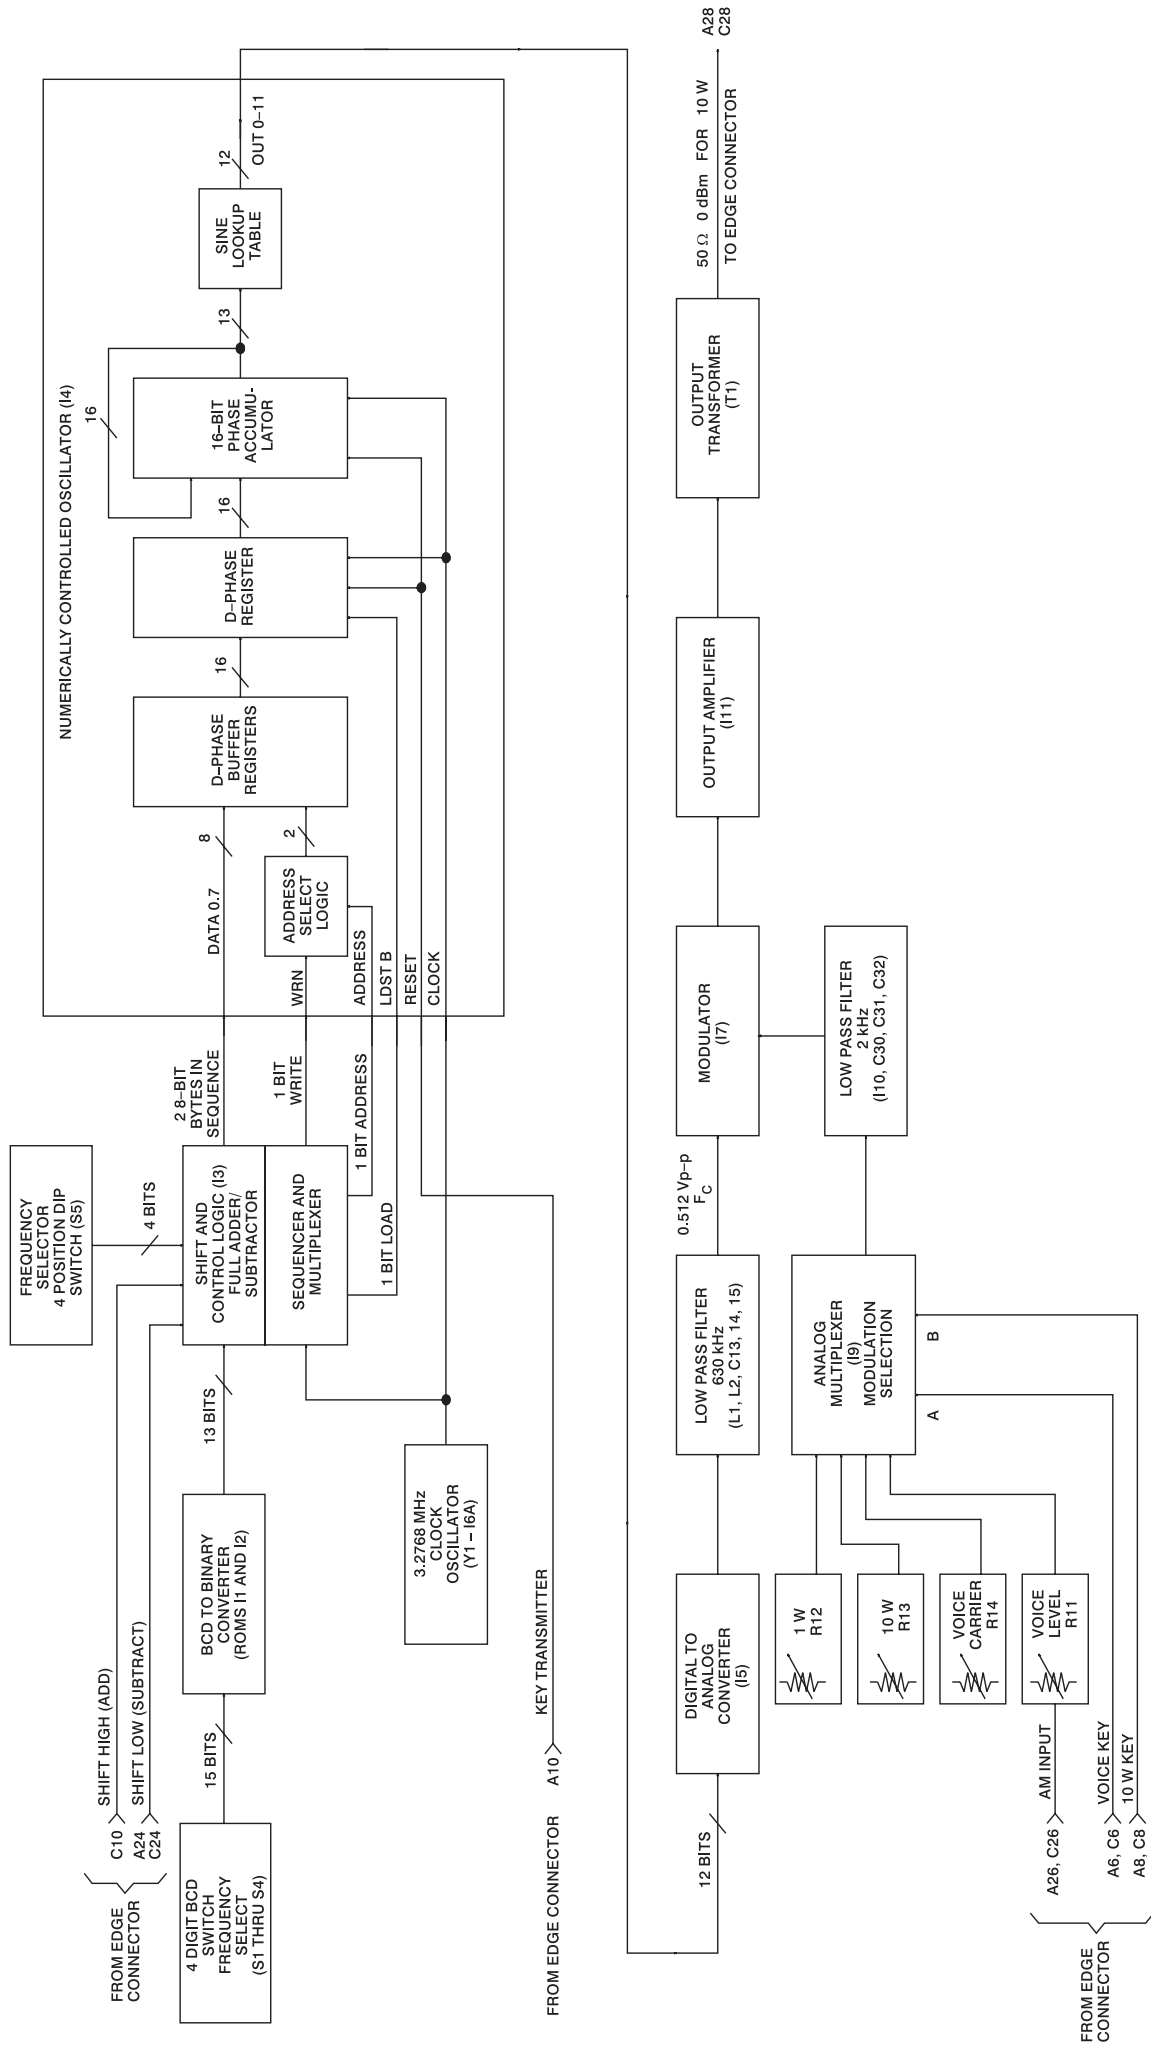 FREQUENCY
SELECTOR
4 POSITION DIP
SWITCH (S5)
4 BITS
FROM EDGE
CONNECTOR
C10
A24
C24
SHIFT HIGH (ADD)
SHIFT LOW (SUBTRACT)
4 DIGIT BCD
SWITCH
FREQUENCY
SELECT
(S1 THRU S4)
15 BITS
BCD TO BINARY
CONVERTER
(ROMS I1 AND I2)
13 BITS
SHIFT AND
CONTROL LOGIC (I3)
FULL ADDER/
SUBTRACTOR
SEQUENCER AND
MULTIPLEXER
2 8–BIT
BYTES IN
SEQUENCE
1 BIT
WRITE
1 BIT ADDRESS
1 BIT LOAD
3.2768 MHz
CLOCK
OSCILLATOR
(Y1 – I6A)
FROM EDGE CONNECTOR
A10
KEY TRANSMITTER
NUMERICALLY CONTROLLED OSCILLATOR (I4)
DATA 0.7
8
WRN
ADDRESS
SELECT
LOGIC
2
ADDRESS
LDST B
RESET
CLOCK
D–PHASE
BUFFER
REGISTERS
16
D–PHASE
REGISTER
16
16
16–BIT
PHASE
ACCUMU-
LATOR
13
SINE
LOOKUP
TABLE
12
OUT 0–11
12 BITS
DIGITAL TO
ANALOG
CONVERTER
(I5)
LOW PASS FILTER
630 kHz
(L1, L2, C13, 14, 15)
0.512 Vp–p
FC
MODULATOR
(I7)
OUTPUT AMPLIFIER
(I11)
OUTPUT
TRANSFORMER
(T1)
50 Ω 0 dBm FOR 10 W
TO EDGE CONNECTOR
A28
C28
1 W
R12
10 W
R13
VOICE
CARRIER
R14
VOICE
LEVEL
R11
ANALOG
MULTIPLEXER
(I9)
MODULATION
SELECTION
A
B
LOW PASS FILTER
2 kHz
(I10, C30, C31, C32)
FROM EDGE
CONNECTOR
A26, C26
AM INPUT
A6, C6
VOICE KEY
A8, C8
10 W KEY